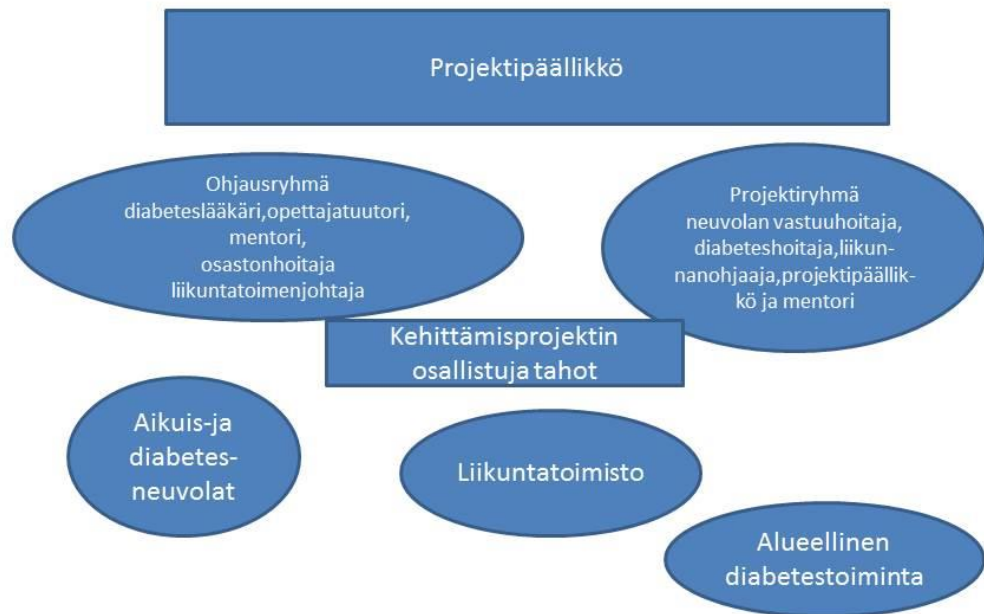 Projektipäällikkö
Ohjausryhmä
diabeteslääkäri,opettajatuutori,
mentori,
osastonhoitaja
liikuntatoimenjohtaja
Projektiryhmä
neuvolan vastuuhoitaja,
diabeteshoitaja,liikun-
nanohjaaja,projektipäällik-
kö ja mentori
Kehittämisprojektin
osallistuja tahot
Aikuis-ja
diabetes-
neuvolat
Liikuntatoimisto
Alueellinen
diabetestoiminta